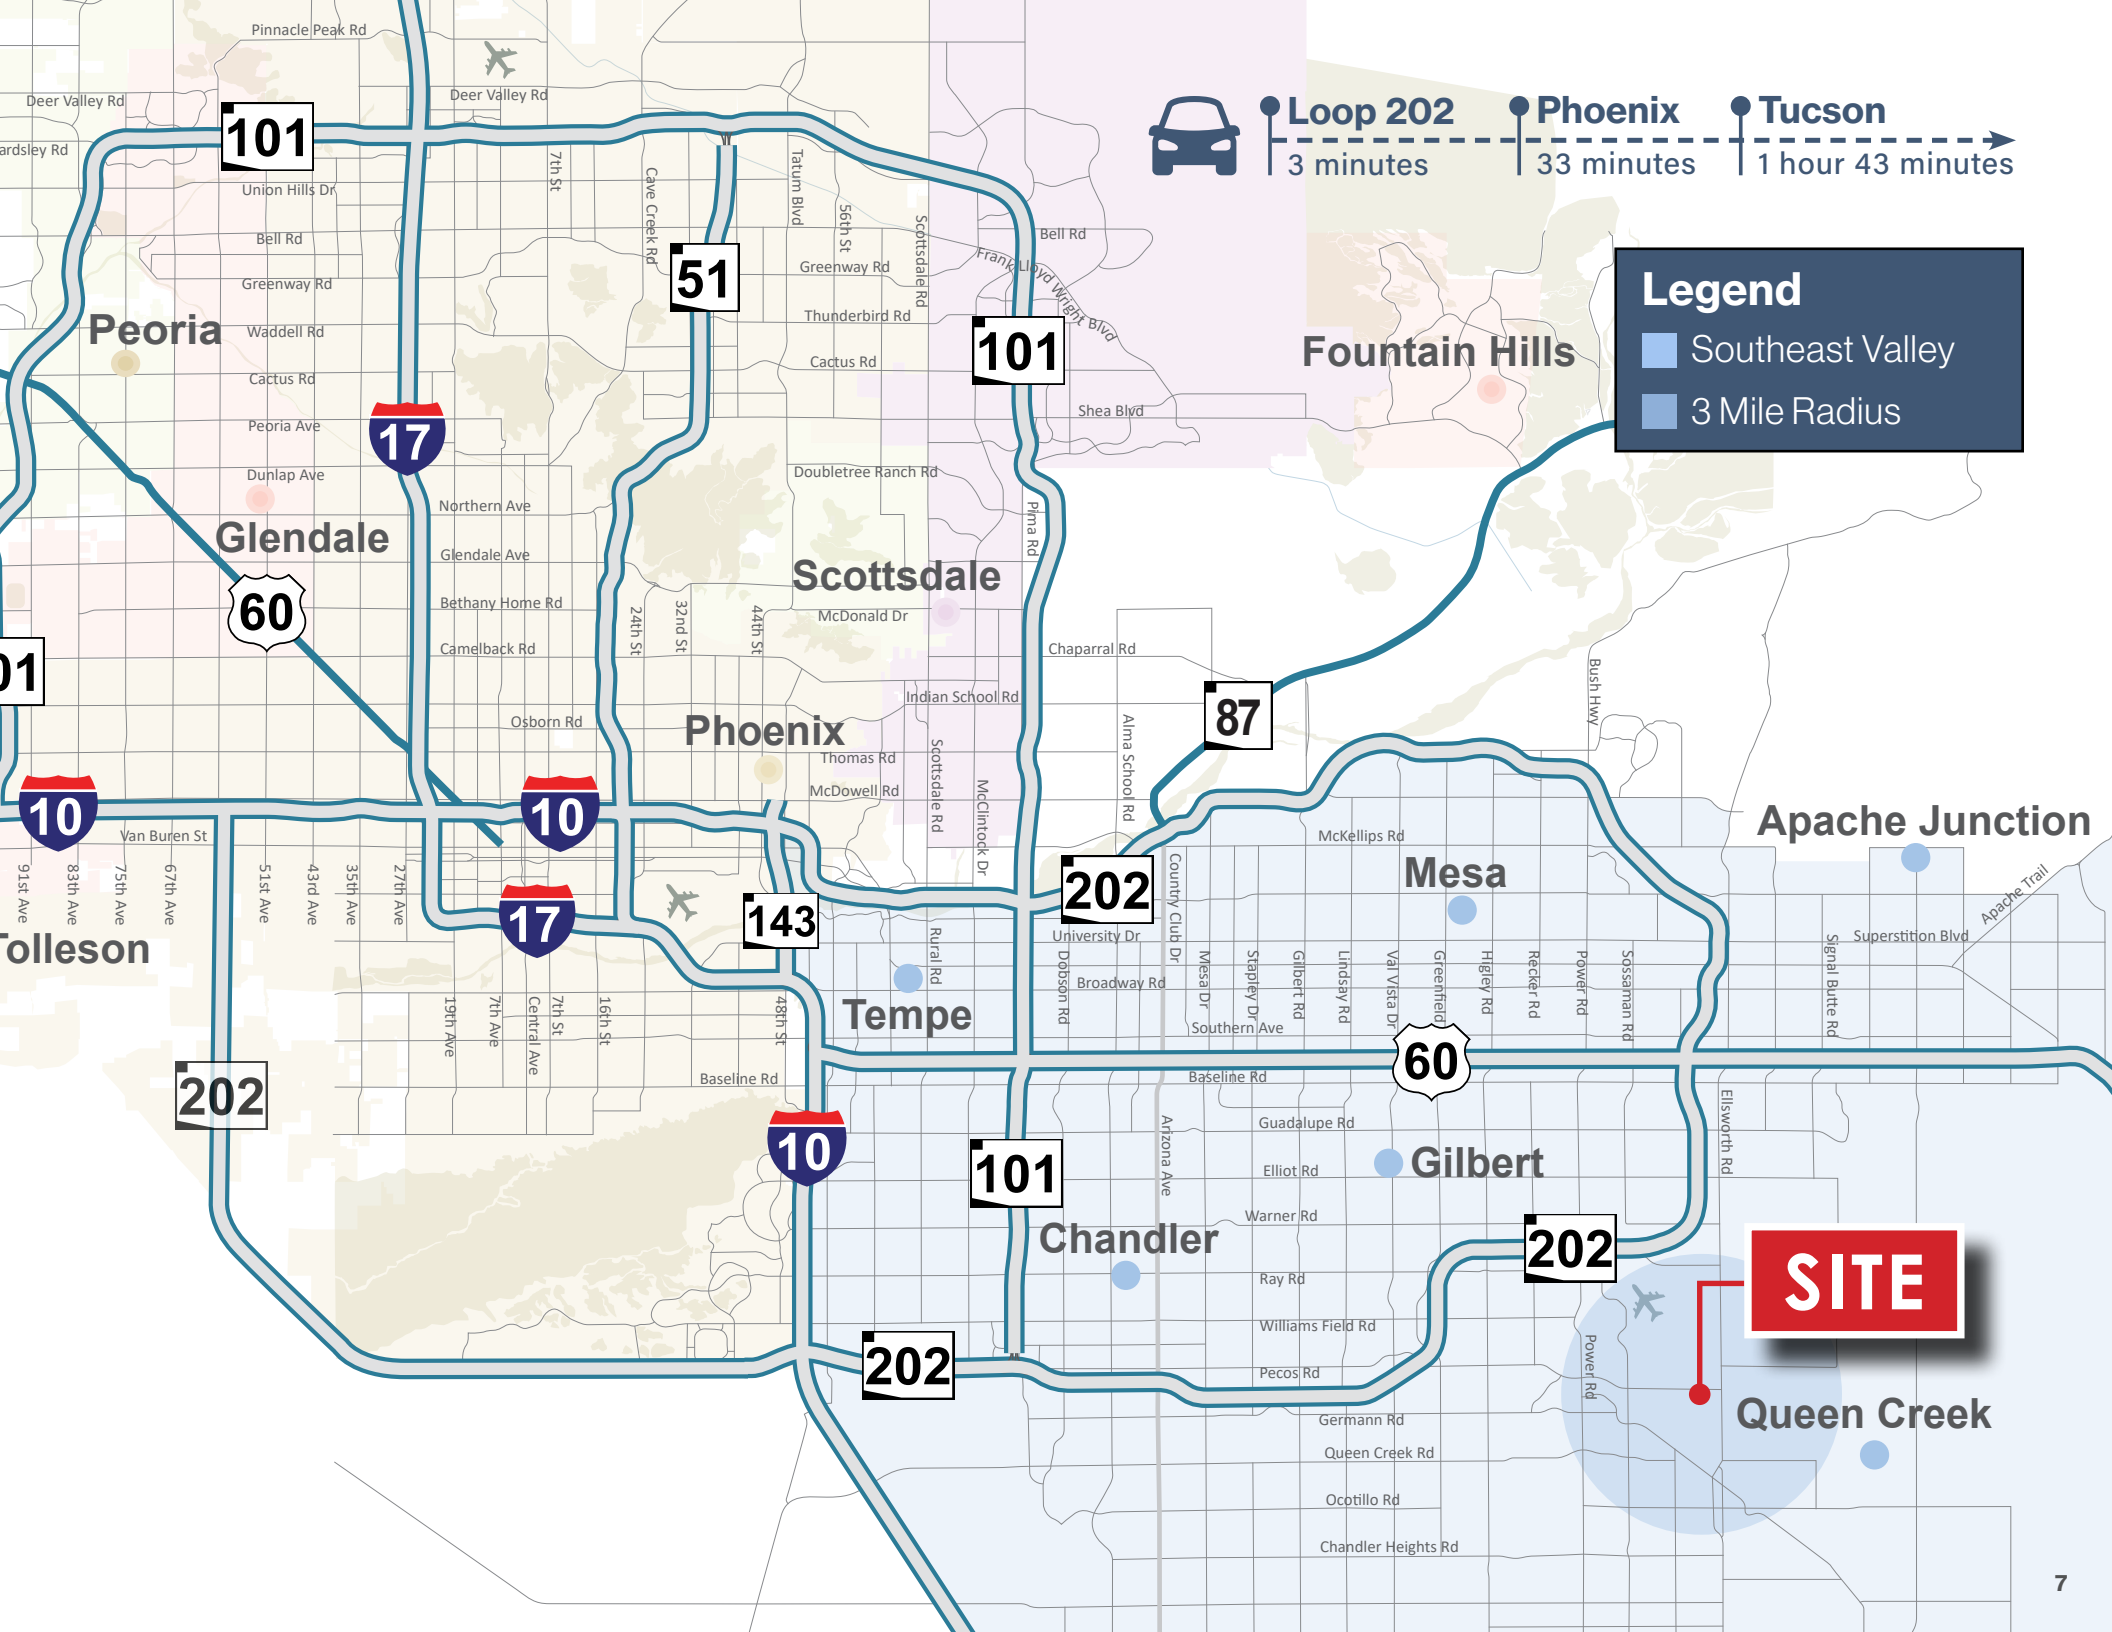 Pinnacle Peak Rd
Deer Valley Rd
Deer Valley Rd
101
ardsley Rd
Union Hills Dr
7th St
Cave Creek Rd
Tatum Blvd
56th St
Scottsdale Rd
Loop 202
Phoenix
Tucson
3 minutes
33 minutes
1 hour 43 minutes
Bell Rd
Bell Rd
Frank Lloyd Wright Blvd
51
Greenway Rd
Greenway Rd
Legend
Southeast Valley
3 Mile Radius
Peoria
Waddell Rd
Thunderbird Rd
101
Fountain Hills
Cactus Rd
Cactus Rd
Shea Blvd
Peoria Ave
17
Dunlap Ave
Doubletree Ranch Rd
Northern Ave
Pima Rd
Glendale
Glendale Ave
Scottsdale
60
Bethany Home Rd
24th St
32nd St
44th St
McDonald Dr
Camelback Rd
Chaparral Rd
01
Bush Hwy
Indian School Rd
87
Osborn Rd
Phoenix
Alma School Rd
Thomas Rd
Scottsdale Rd
McClintock Dr
McDowell Rd
10
10
Van Buren St
McKellips Rd
Apache Junction
91st Ave
83th Ave
75th Ave
67th Ave
51st Ave
43rd Ave
35th Ave
27th Ave
17
143
202
Country Club Dr
Mesa
Apache Trail
Tolleson
Rural Rd
University Dr
Superstition Blvd
Tempe
Dobson Rd
Broadway Rd
Mesa Dr
Stapley Dr
Gilbert Rd
Lindsay Rd
Val Vista Dr
Greenfield
Higley Rd
Recker Rd
Power Rd
Sossaman Rd
Signal Butte Rd
19th Ave
7th Ave
Central Ave
7th St
16th St
48th St
Southern Ave
60
Baseline Rd
Baseline Rd
202
10
101
Arizona Ave
Guadalupe Rd
Ellsworth Rd
Elliot Rd
Gilbert
Warner Rd
Chandler
202
SITE
Ray Rd
Williams Field Rd
202
Pecos Rd
Power Rd
Germann Rd
Queen Creek
Queen Creek Rd
Ocotillo Rd
Chandler Heights Rd
7